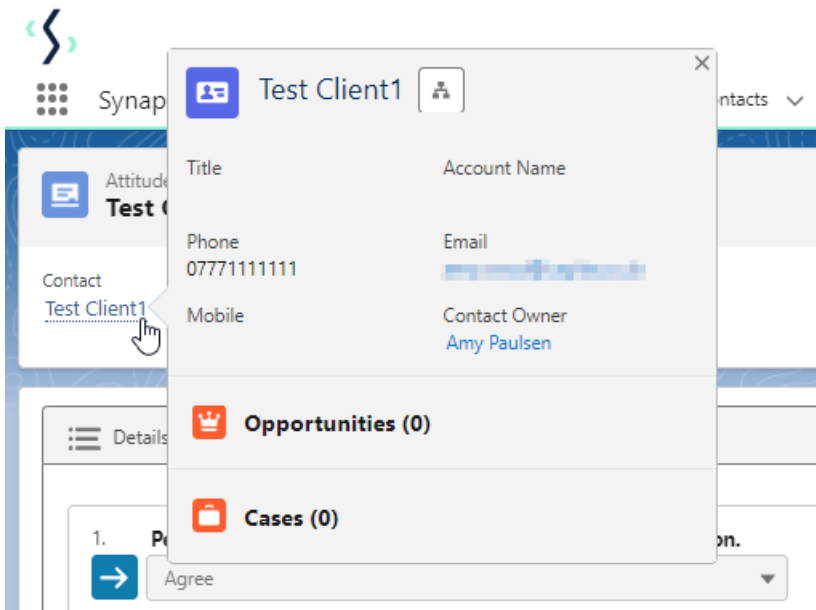 Synap
ntacts
Test Client1
Attitude
Test C
Title
Account Name
Phone
Email
07771111111
Contact
Test Client1
Mobile
Contact Owner
Amy Paulsen
Opportunities (0)
Details
Cases (0)
1.
on.
Agree